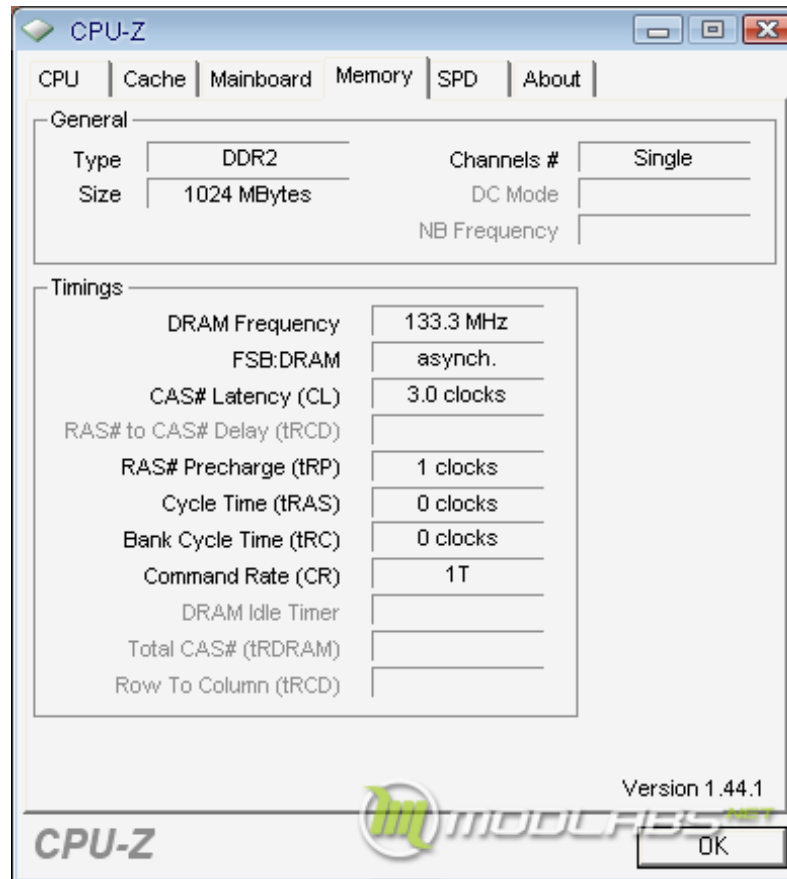 CPU-Z
CPU Cache Mainboard Memory SPD About
General
Type DDR2 Channels # Single
Size 1024 MBytes DC Mode
NB Frequency
Timings
DRAM Frequency 133.3 MHz
FSB:DRAM asynch.
CAS# Latency (CL) 3.0 clocks
RAS# to CAS# Delay (tRCD)
RAS# Precharge (tRP) 1 clocks
Cycle Time (tRAS) 0 clocks
Bank Cycle Time (tRC) 0 clocks
Command Rate (CR) 1T
DRAM Idle Timer
Total CAS# (tRDRAM)
Row To Column (tRCD)
Version 1.44.1
CPU-Z MODLABS.NET OK